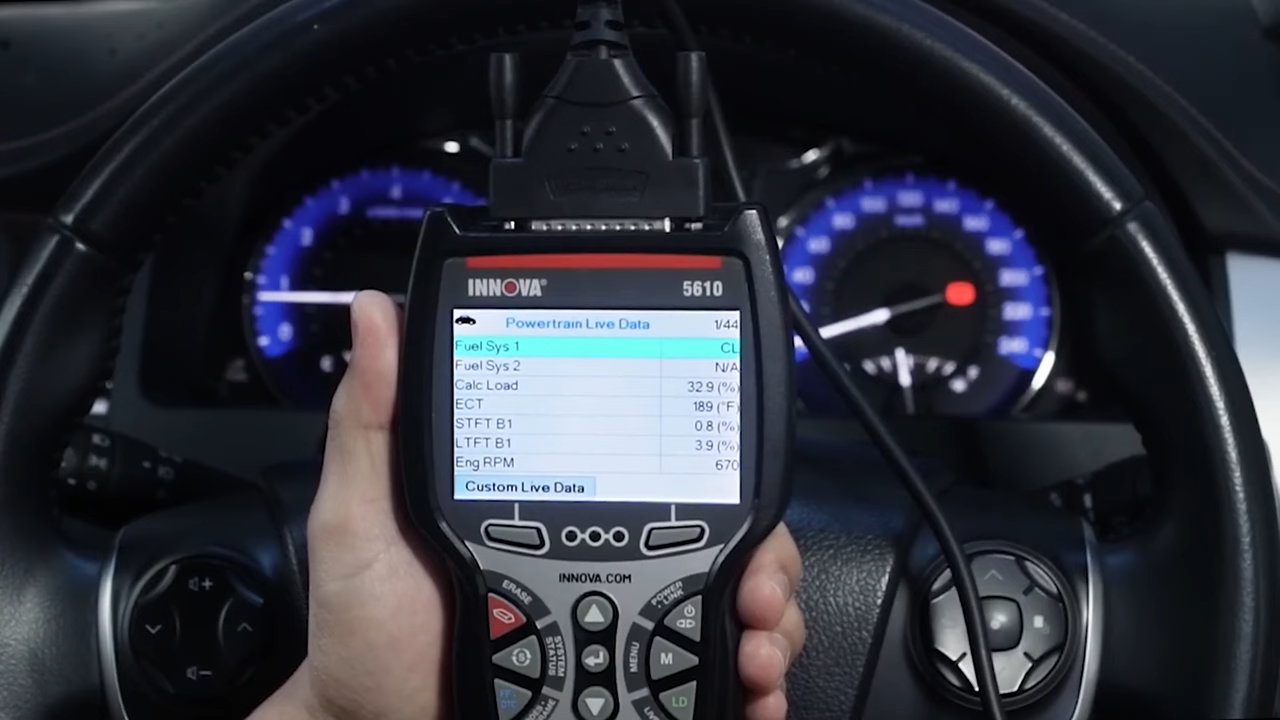 INNOVA® 5610
Powertrain Live Data 1/44
Fuel Sys 1 CL
Fuel Sys 2 N/A
Calc Load 32.9 (%)
ECT 189 (°F)
STFT B1 0.8 (%)
LTFT B1 3.9 (%)
Eng RPM 670
Custom Live Data
INNOVA.COM
ERASE
POWER
LINK
SYSTEM
STATUS
MENU
M
FF
DTC
LD